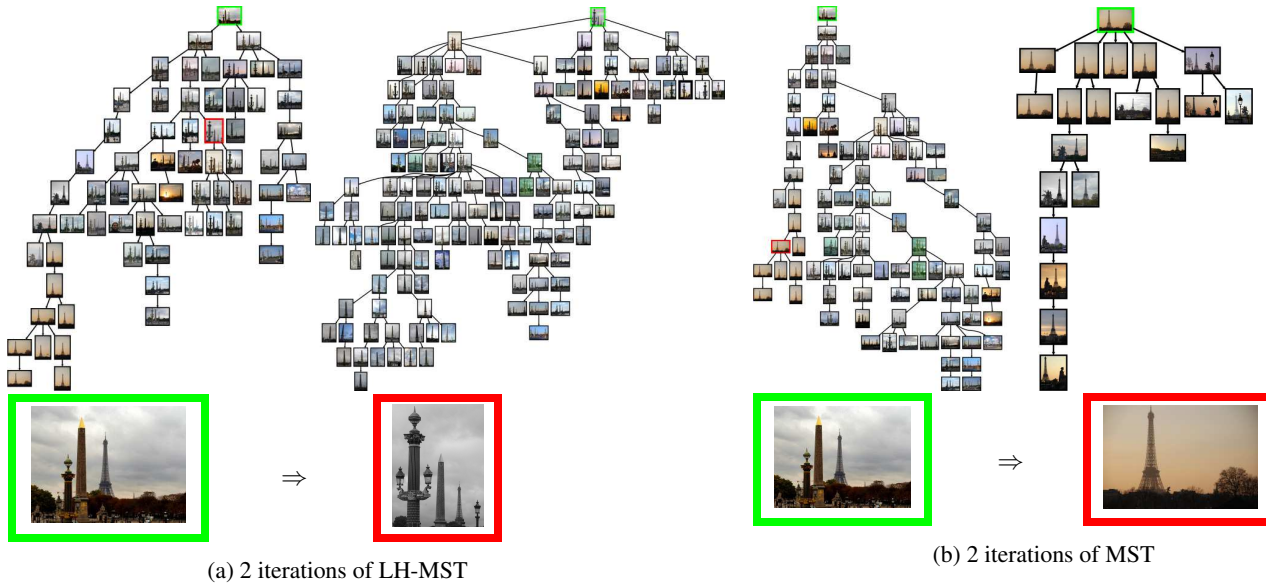 ⇒
⇒
(a) 2 iterations of LH-MST
(b) 2 iterations of MST